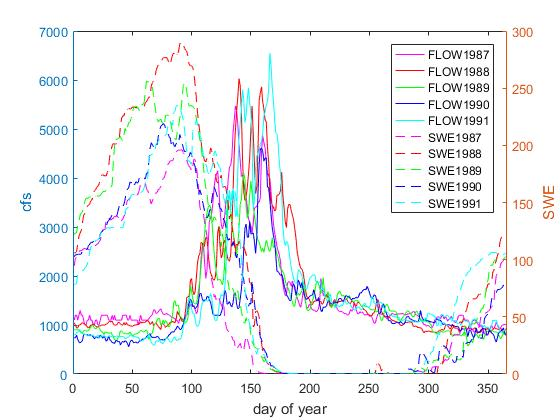 7000
6000
5000
4000
3000
2000
1000
0
cfs
300
250
200
150
100
50
0
SWE
0 50 100 150 200 250 300 350
day of year
FLOW1987
FLOW1988
FLOW1989
FLOW1990
FLOW1991
SWE1987
SWE1988
SWE1989
SWE1990
SWE1991